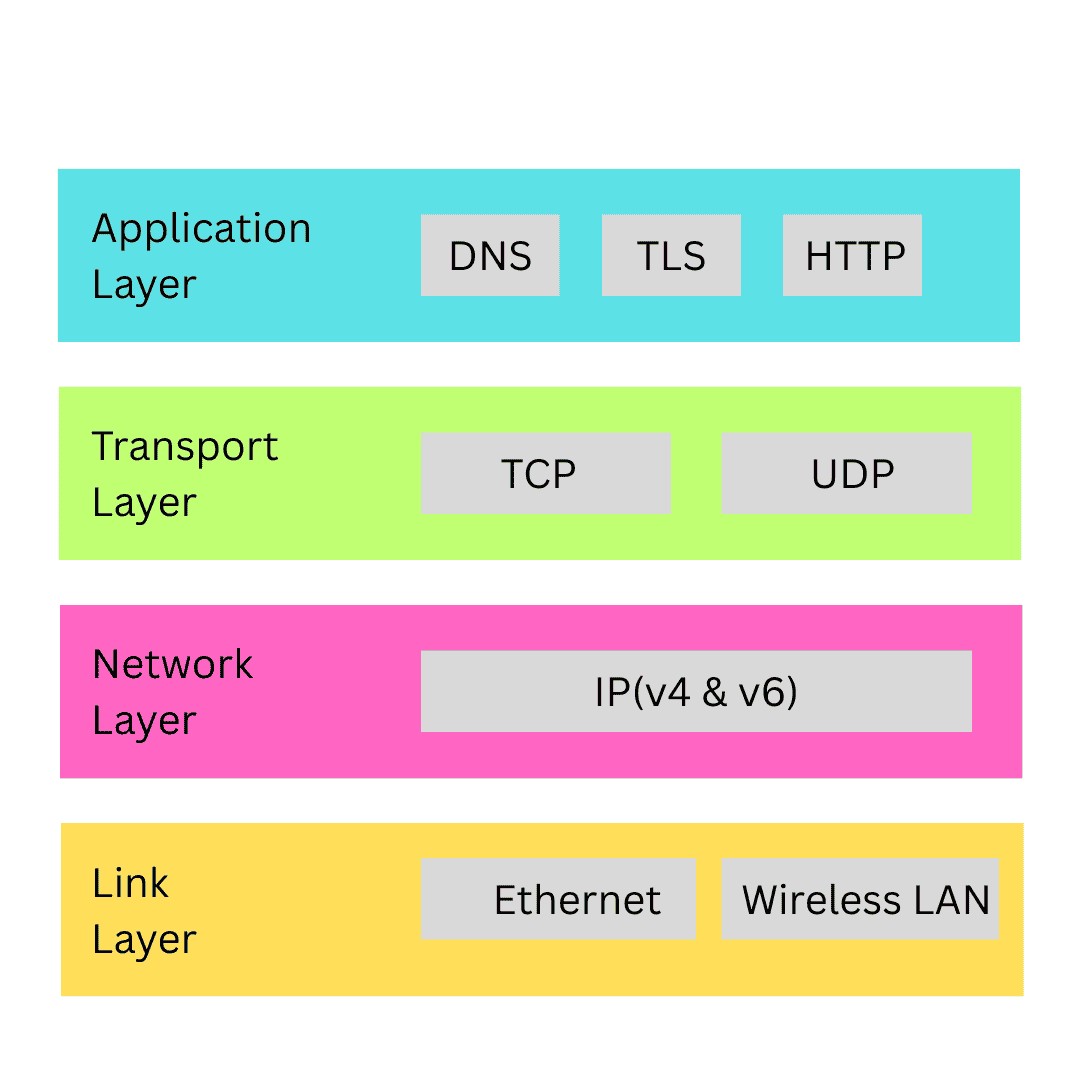 Application
Layer
DNS
TLS
HTTP
Transport
Layer
TCP
UDP
Network
Layer
IP(v4 & v6)
Link
Layer
Ethernet
Wireless LAN